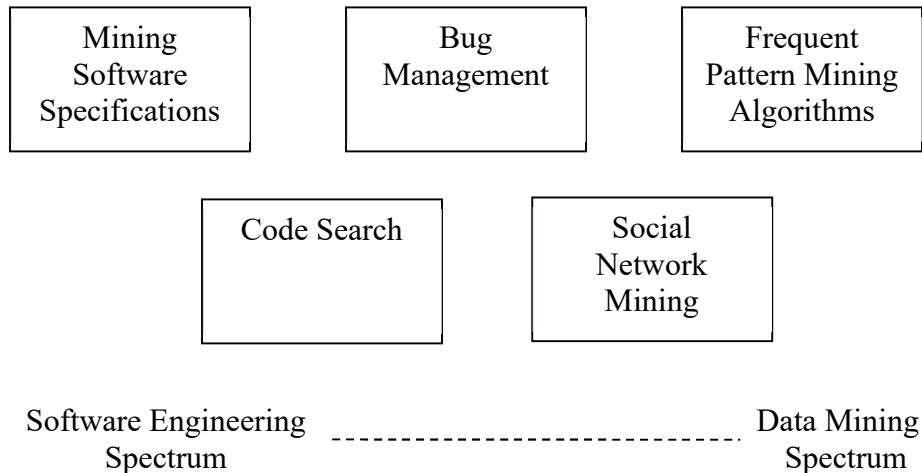 Mining
Software
Specifications
Bug
Management
Frequent
Pattern Mining
Algorithms
Code Search
Social
Network
Mining
Software Engineering
Spectrum
Data Mining
Spectrum